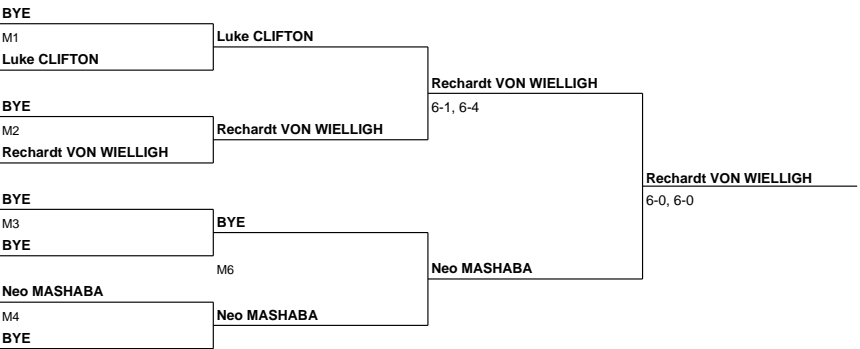 BYE
M1
Luke CLIFTON
BYE
M2
Rechardt VON WIELLIGH
BYE
M3
BYE
Neo MASHABA
M4
BYE
Luke CLIFTON
Rechardt VON WIELLIGH
BYE
M6
Neo MASHABA
Rechardt VON WIELLIGH
6-1, 6-4
Neo MASHABA
Rechardt VON WIELLIGH
6-0, 6-0